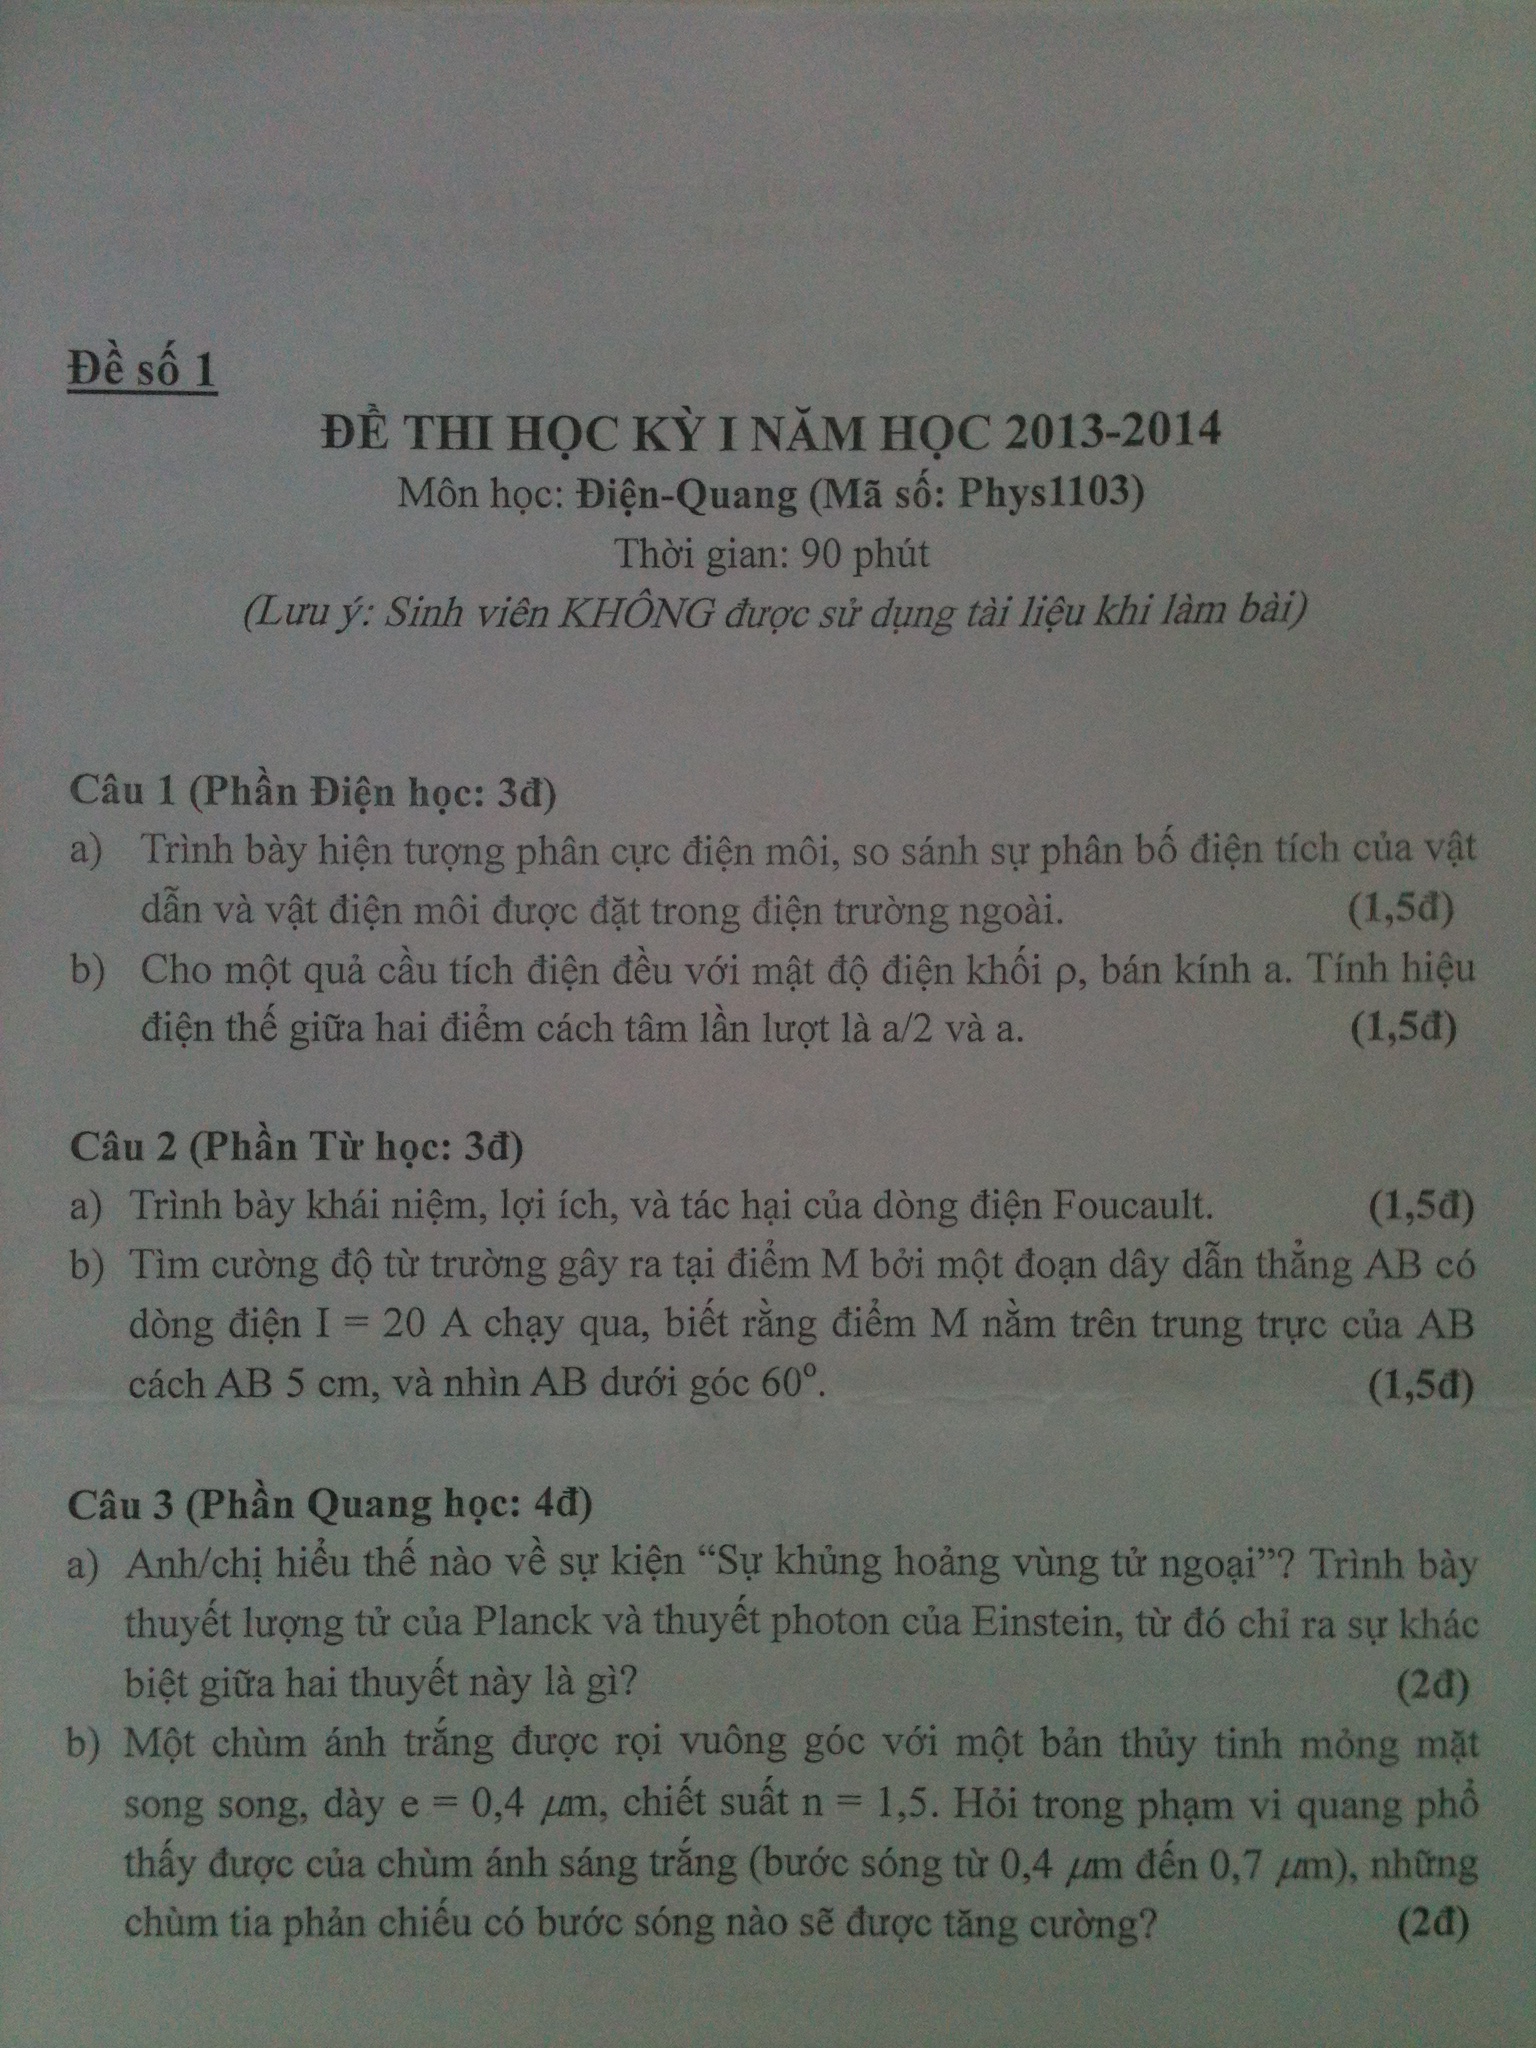 Đề số 1
ĐỀ THI HỌC KỲ I NĂM HỌC 2013-2014
Môn học: Điện-Quang (Mã số: Phys1103)
Thời gian: 90 phút
(Lưu ý: Sinh viên KHÔNG được sử dụng tài liệu khi làm bài)
Câu 1 (Phần Điện học: 3đ)
a) Trình bày hiện tượng phân cực điện môi, so sánh sự phân bố điện tích của vật
dẫn và vật điện môi được đặt trong điện trường ngoài. (1,5đ)
b) Cho một quả cầu tích điện đều với mật độ điện khối ρ, bán kính a. Tính hiệu
điện thế giữa hai điểm cách tâm lần lượt là a/2 và a. (1,5đ)
Câu 2 (Phần Từ học: 3đ)
a) Trình bày khái niệm, lợi ích, và tác hại của dòng điện Foucault. (1,5đ)
b) Tìm cường độ từ trường gây ra tại điểm M bởi một đoạn dây dẫn thẳng AB có
dòng điện I = 20 A chạy qua, biết rằng điểm M nằm trên trung trực của AB
cách AB 5 cm, và nhìn AB dưới góc 60°. (1,5đ)
Câu 3 (Phần Quang học: 4đ)
a) Anh/chị hiểu thế nào về sự kiện “Sự khủng hoảng vùng tử ngoại”? Trình bày
thuyết lượng tử của Planck và thuyết photon của Einstein, từ đó chỉ ra sự khác
biệt giữa hai thuyết này là gì? (2đ)
b) Một chùm ánh trắng được rọi vuông góc với một bản thủy tinh mỏng mặt
song song, dày e = 0,4 μm, chiết suất n = 1,5. Hỏi trong phạm vi quang phổ
thấy được của chùm ánh sáng trắng (bước sóng từ 0,4 μm đến 0,7 μm), những
chùm tia phản chiếu có bước sóng nào sẽ được tăng cường? (2đ)